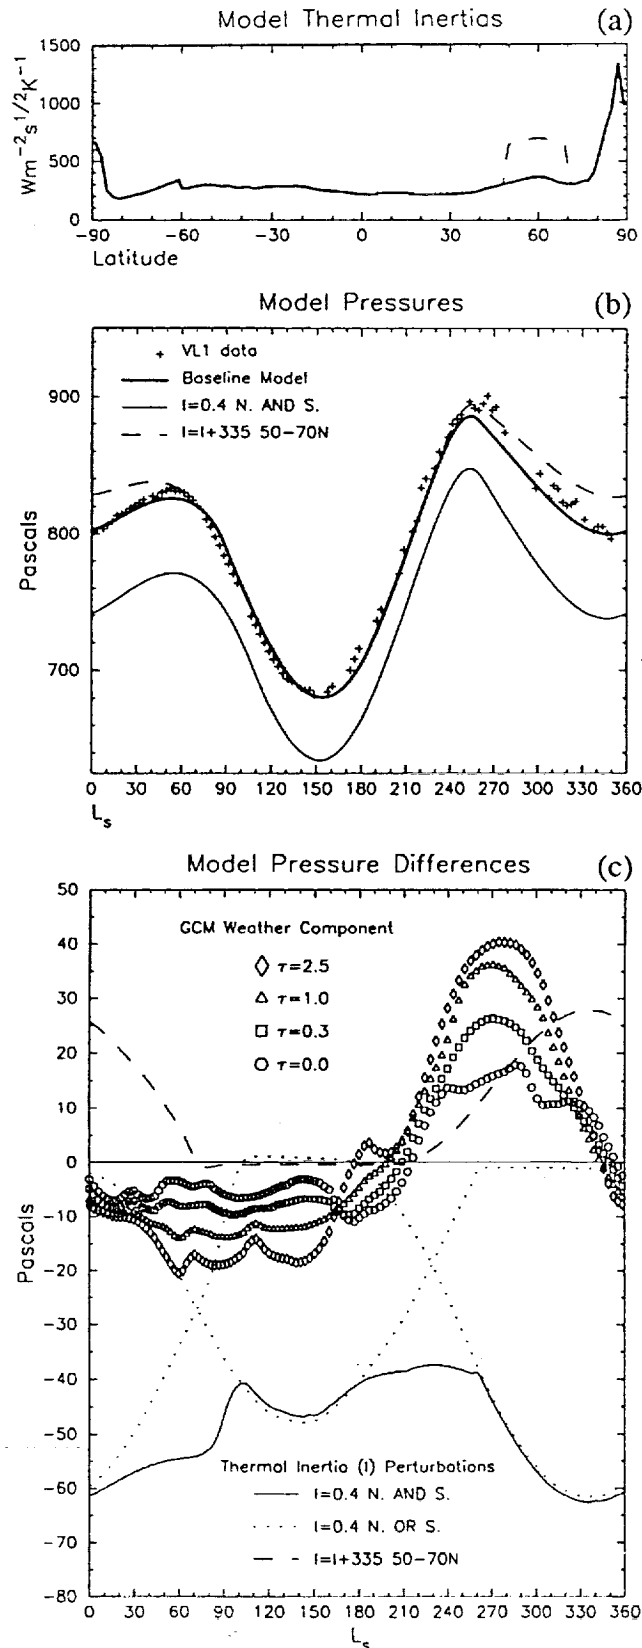 Model Thermal Inertias (a)
Wm⁻²s¹/²K⁻¹
1500
1000
500
0
-90 -60 -30 0 30 60 90
Latitude
Model Pressures (b)
+ VL1 data
Baseline Model
I=0.4 N. AND S.
I=I+335 50-70N
Pascals
900
800
700
0 30 60 90 120 150 180 210 240 270 300 330 360
Ls
Model Pressure Differences (c)
GCM Weather Component
◇ τ=2.5
△ τ=1.0
□ τ=0.3
○ τ=0.0
Pascals
50
40
30
20
10
0
-10
-20
-30
-40
-50
-60
-70
-80
Thermal Inertia (I) Perturbations
I=0.4 N. AND S.
I=0.4 N. OR S.
I=I+335 50-70N
0 30 60 90 120 150 180 210 240 270 300 330 360
Ls